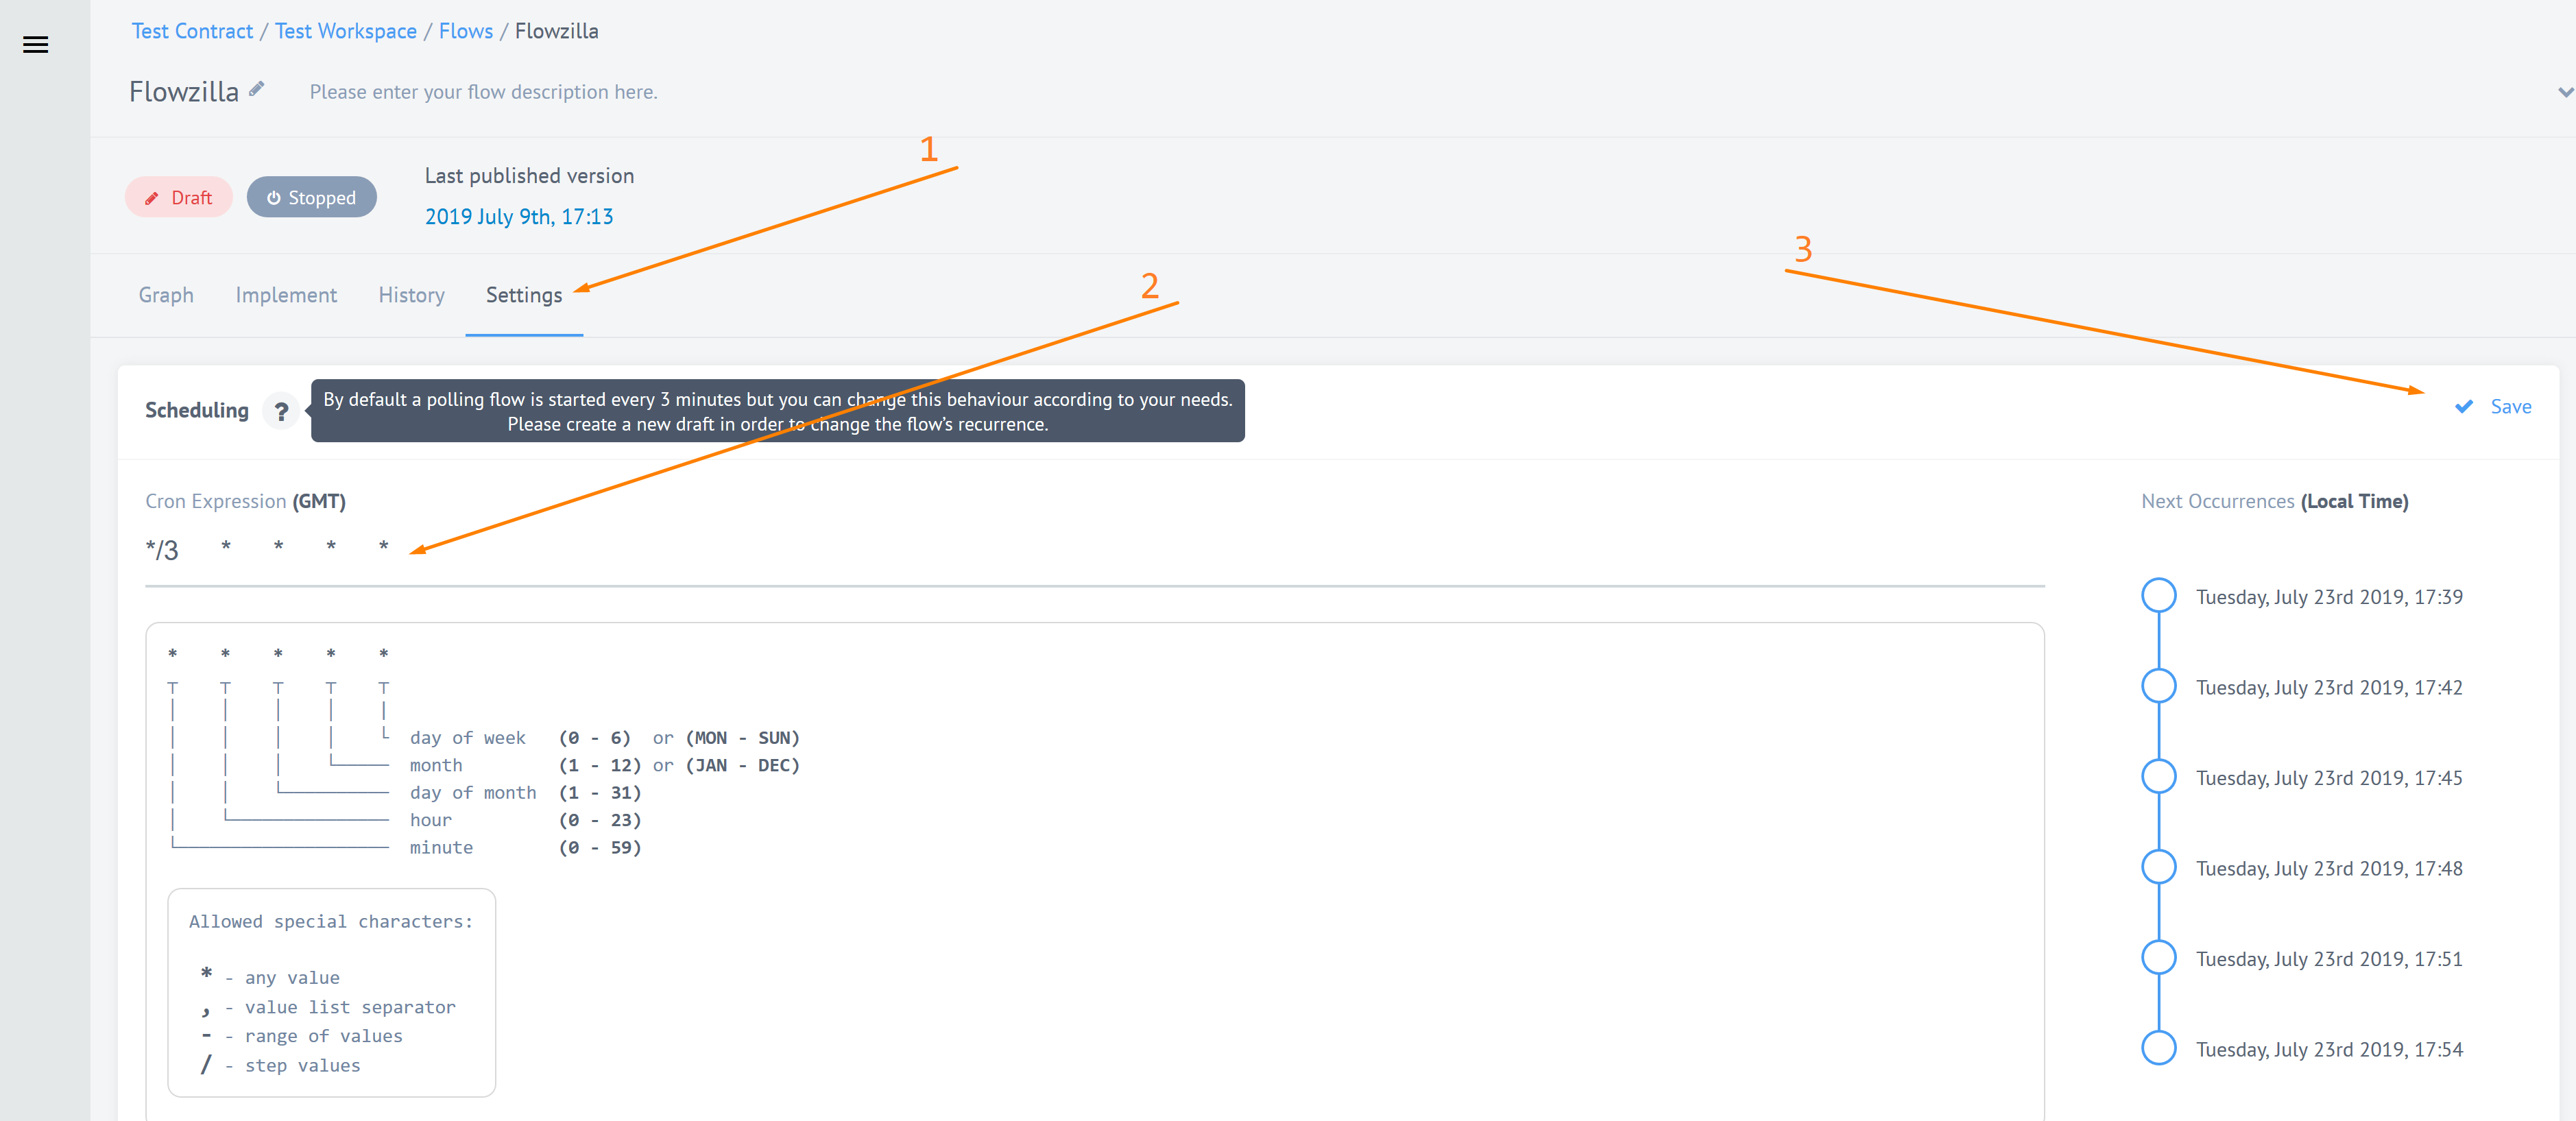 Test Contract / Test Workspace / Flows / Flowzilla
Flowzilla
Please enter your flow description here.
1
Draft
Stopped
Last published version
2019 July 9th, 17:13
2
3
Graph
Implement
History
Settings
Scheduling
?
By default a polling flow is started every 3 minutes but you can change this behaviour according to your needs.
Please create a new draft in order to change the flow’s recurrence.
Save
Cron Expression (GMT)
*/3 * * * *
* * * * *
day of week (0 - 6) or (MON - SUN)
month (1 - 12) or (JAN - DEC)
day of month (1 - 31)
hour (0 - 23)
minute (0 - 59)
Allowed special characters:
* - any value
, - value list separator
- - range of values
/ - step values
Next Occurrences (Local Time)
Tuesday, July 23rd 2019, 17:39
Tuesday, July 23rd 2019, 17:42
Tuesday, July 23rd 2019, 17:45
Tuesday, July 23rd 2019, 17:48
Tuesday, July 23rd 2019, 17:51
Tuesday, July 23rd 2019, 17:54